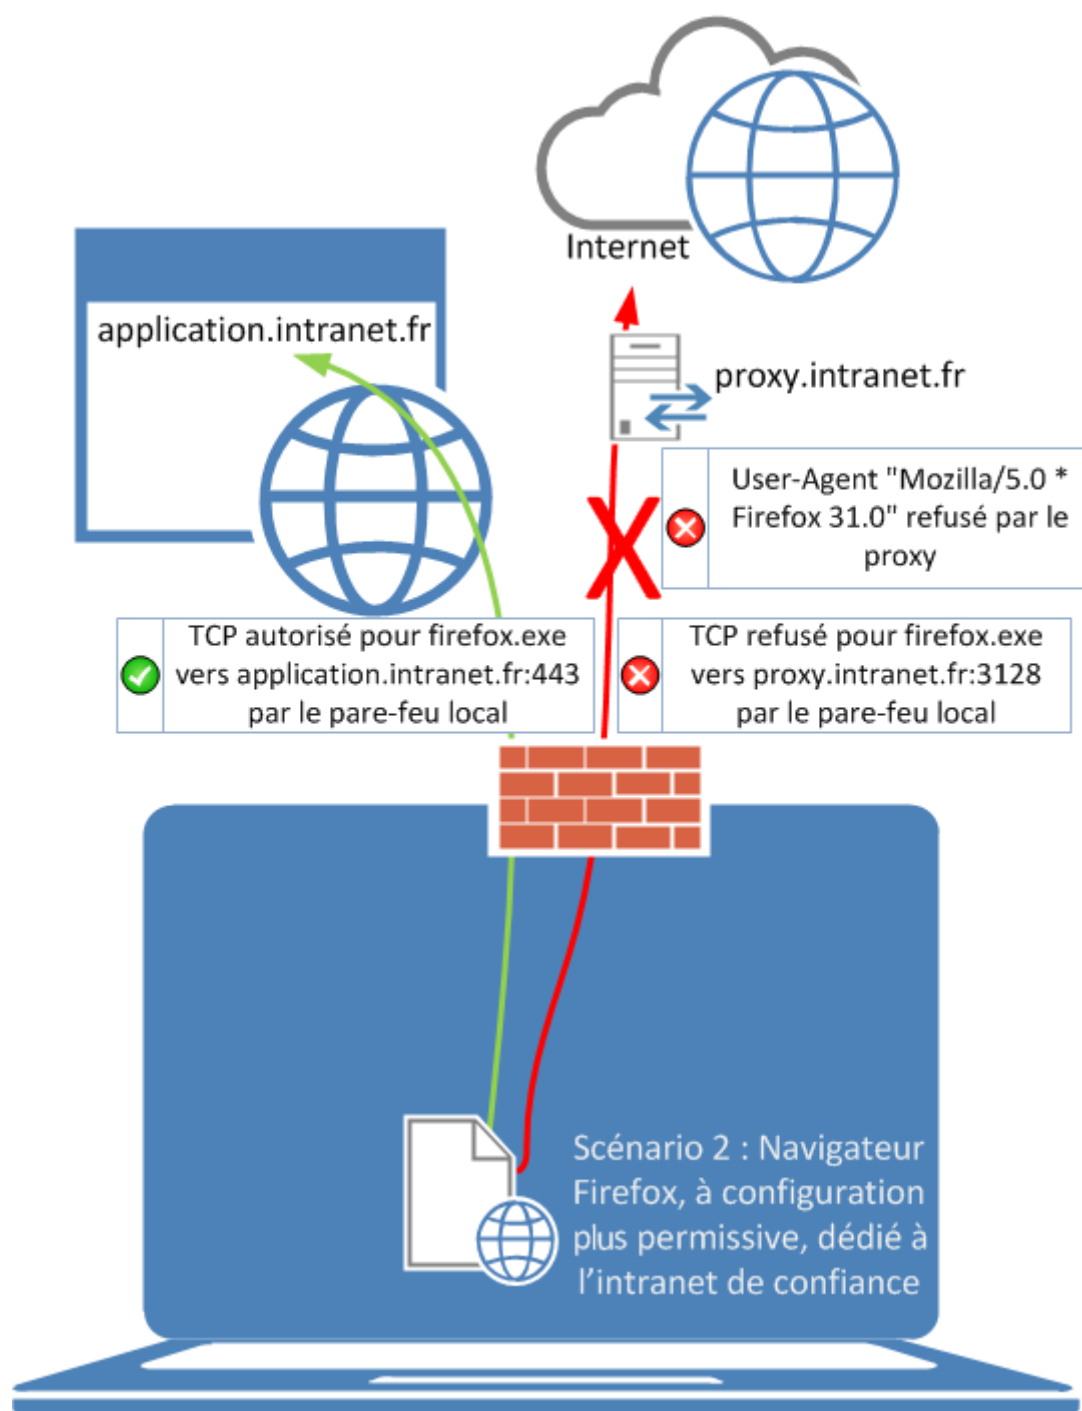 Internet
application.intranet.fr
proxy.intranet.fr
User-Agent "Mozilla/5.0 *
Firefox 31.0" refusé par le
proxy
TCP autorisé pour firefox.exe
vers application.intranet.fr:443
par le pare-feu local
TCP refusé pour firefox.exe
vers proxy.intranet.fr:3128
par le pare-feu local
Scénario 2 : Navigateur
Firefox, à configuration
plus permissive, dédié à
l’intranet de confiance